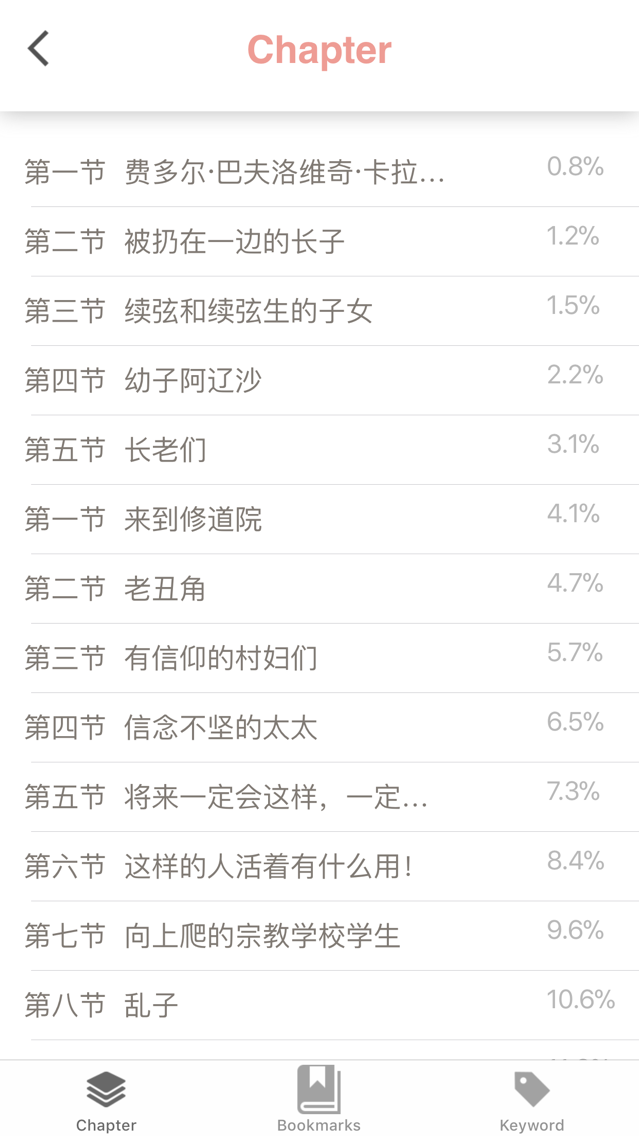 Chapter
第一节 费多尔·巴夫洛维奇·卡拉... 0.8%
第二节 被扔在一边的长子 1.2%
第三节 续弦和续弦生的子女 1.5%
第四节 幼子阿辽沙 2.2%
第五节 长老们 3.1%
第一节 来到修道院 4.1%
第二节 老丑角 4.7%
第三节 有信仰的村妇们 5.7%
第四节 信念不坚的太太 6.5%
第五节 将来一定会这样，一定... 7.3%
第六节 这样的人活着有什么用！ 8.4%
第七节 向上爬的宗教学校学生 9.6%
第八节 乱子 10.6%
Chapter Bookmarks Keyword